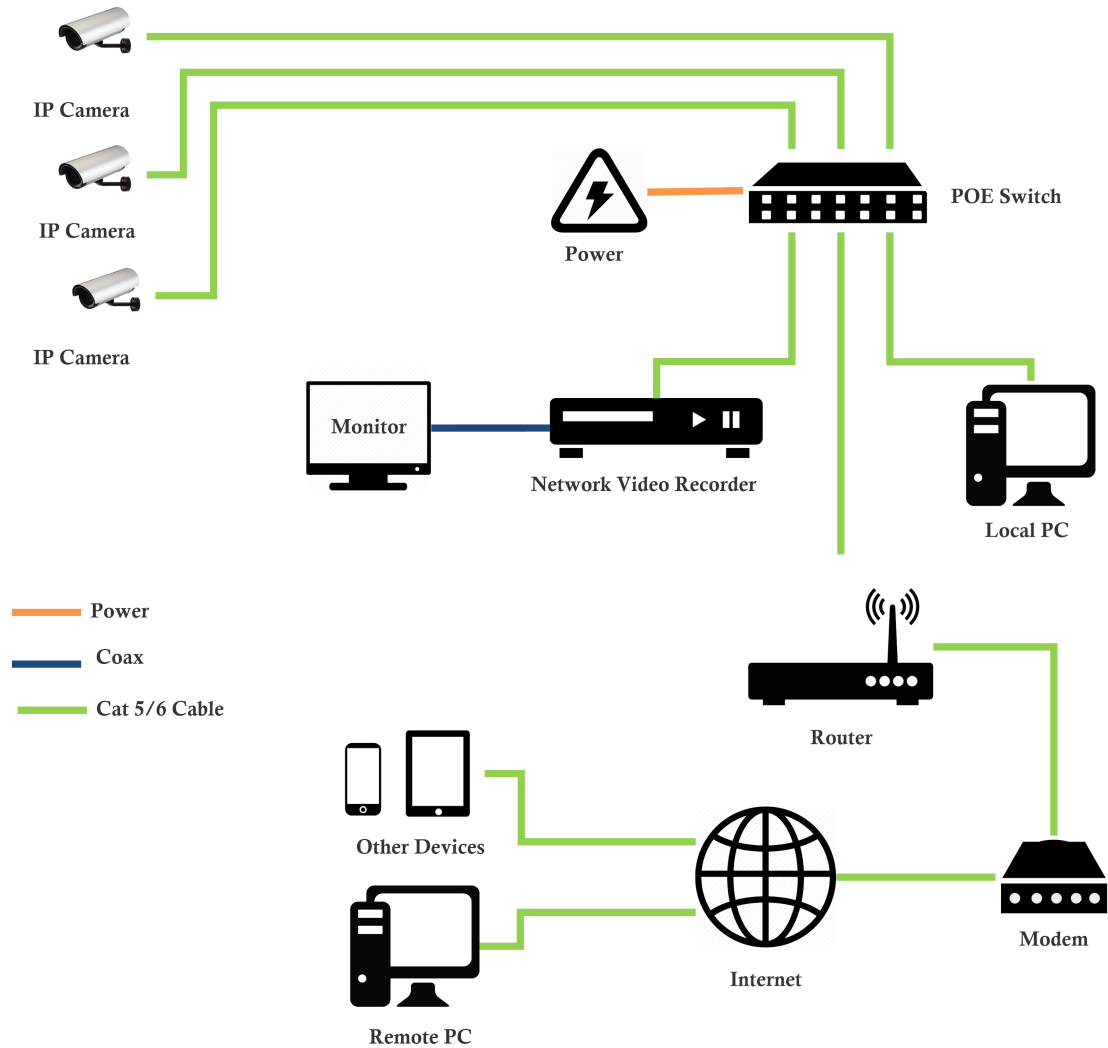 IP Camera
IP Camera
IP Camera
POE Switch
Power
Monitor
Network Video Recorder
Local PC
Power
Coax
Cat 5/6 Cable
Router
Other Devices
Modem
Internet
Remote PC